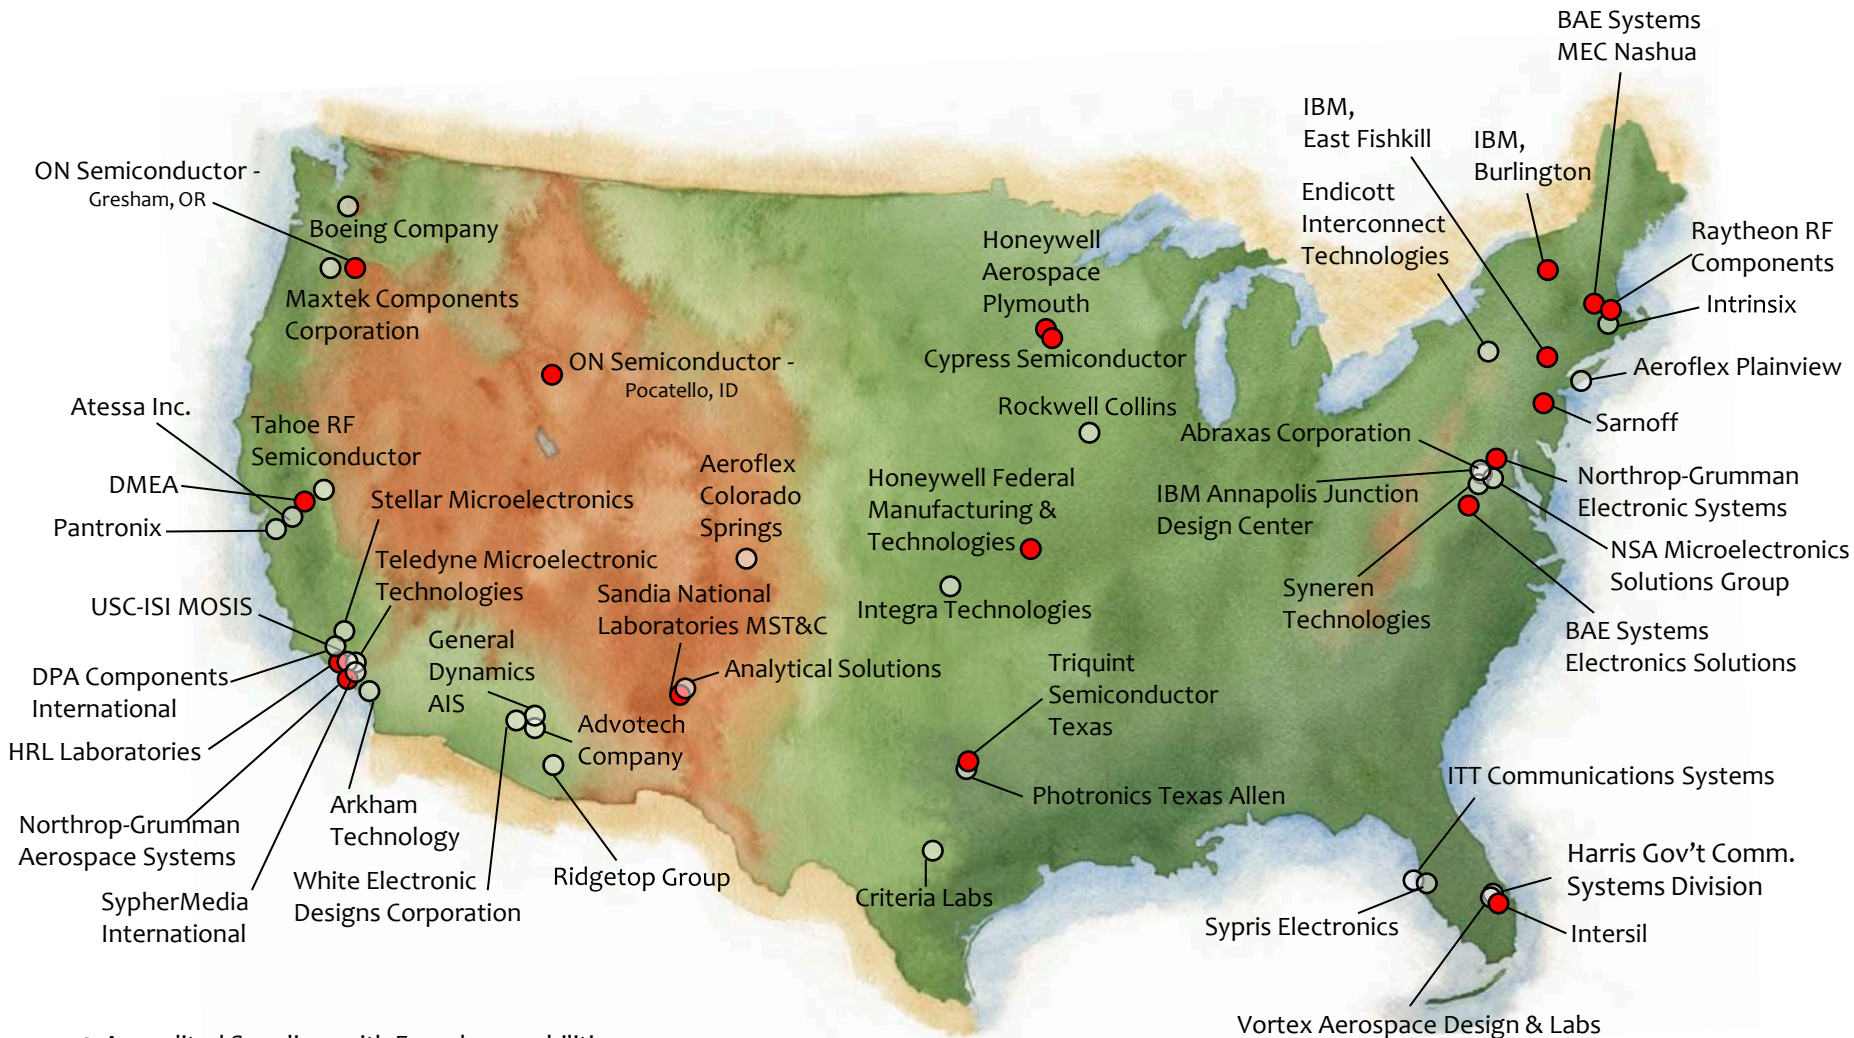 BAE Systems
MEC Nashua
IBM,
East Fishkill
IBM,
Burlington
Endicott
Interconnect
Technologies
ON Semiconductor -
Gresham, OR
Boeing Company
Maxtek Components
Corporation
Honeywell
Aerospace
Plymouth
Cypress Semiconductor
Raytheon RF
Components
Intrinsix
ON Semiconductor -
Pocatello, ID
Aeroflex Plainview
Rockwell Collins
Sarnoff
Abraxas Corporation
Atessa Inc.
Tahoe RF
Semiconductor
DMEA
Pantronix
Stellar Microelectronics
Aeroflex
Colorado
Springs
Honeywell Federal
Manufacturing &
Technologies
IBM Annapolis Junction
Design Center
Northrop-Grumman
Electronic Systems
NSA Microelectronics
Solutions Group
Teledyne Microelectronic
Technologies
Sandia National
Laboratories MST&C
Integra Technologies
Syneren
Technologies
BAE Systems
Electronics Solutions
USC-ISI MOSIS
General
Dynamics
AIS
Analytical Solutions
Triquint
Semiconductor
Texas
DPA Components
International
HRL Laboratories
Advotech
Company
Photronics Texas Allen
ITT Communications Systems
Northrop-Grumman
Aerospace Systems
Arkham
Technology
SypherMedia
International
White Electronic
Designs Corporation
Ridgetop Group
Criteria Labs
Harris Gov’t Comm.
Systems Division
Sypris Electronics
Intersil
Vortex Aerospace Design & Labs